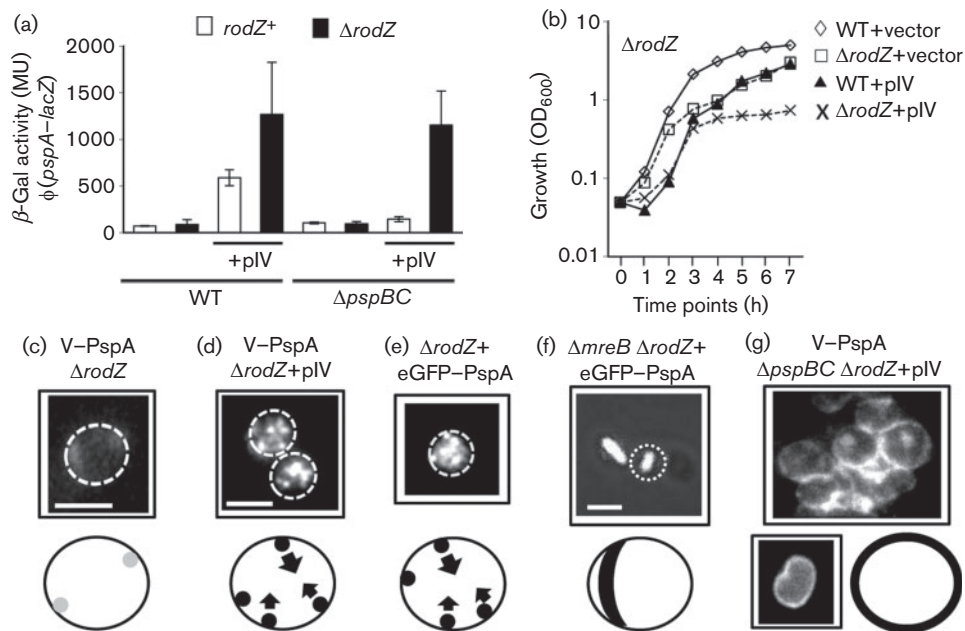 (a)
rodZ+ ΔrodZ
β-Gal activity (MU)
ϕ(pspA–lacZ)
2000
1500
1000
500
0
+pIV +pIV
WT ΔpspBC
(b)
ΔrodZ
WT+vector
ΔrodZ+vector
WT+pIV
ΔrodZ+pIV
Growth (OD600)
10
1
0.1
0.01
0 1 2 3 4 5 6 7
Time points (h)
(c) V–PspA
ΔrodZ
(d) V–PspA
ΔrodZ+pIV
(e) ΔrodZ+
eGFP–PspA
(f) ΔmreB ΔrodZ+
eGFP–PspA
(g) V–PspA
ΔpspBC ΔrodZ+pIV